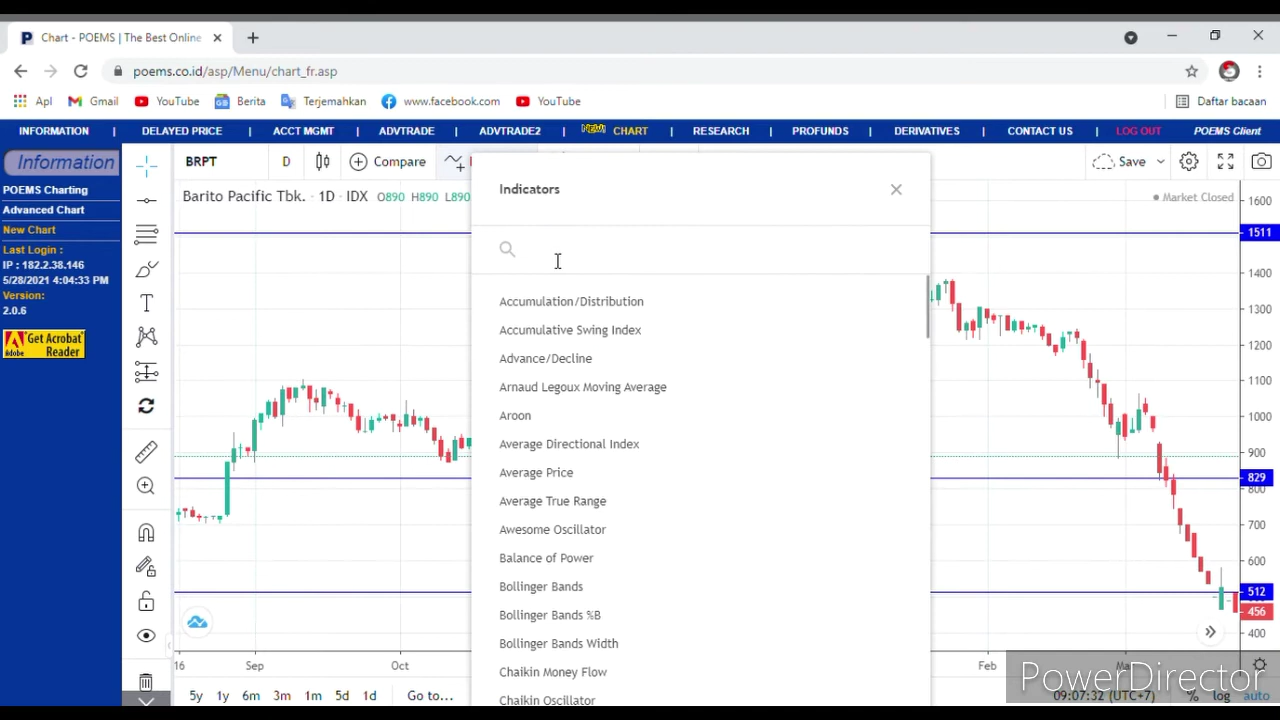 Chart - POEMS | The Best Online
poems.co.id/asp/Menu/chart_fr.asp
Apl Gmail YouTube Berita Terjemahkan www.facebook.com YouTube Daftar bacaan
INFORMATION | DELAYED PRICE | ACCT MGMT | ADVTRADE | ADVTRADE2 | NEW! CHART | RESEARCH | PROFUNDS | DERIVATIVES | CONTACT US | LOG OUT POEMS Client
Information
POEMS Charting
Advanced Chart
New Chart
Last Login :
IP : 182.2.38.146
5/28/2021 4:04:33 PM
Version:
2.0.6
Get Acrobat
Reader
Adobe
BRPT D Compare Save
Barito Pacific Tbk. · 1D · IDX O890 H890 L890
Market Closed
Indicators
Accumulation/Distribution
Accumulative Swing Index
Advance/Decline
Arnaud Legoux Moving Average
Aroon
Average Directional Index
Average Price
Average True Range
Awesome Oscillator
Balance of Power
Bollinger Bands
Bollinger Bands %B
Bollinger Bands Width
Chaikin Money Flow
Chaikin Oscillator
1600
1511
1400
1300
1200
1100
1000
900
829
800
700
600
512
456
400
16 Sep Oct Feb
5y 1y 6m 3m 1m 5d 1d Go to...
09:07:32 (UTC+7) % log auto
PowerDirector